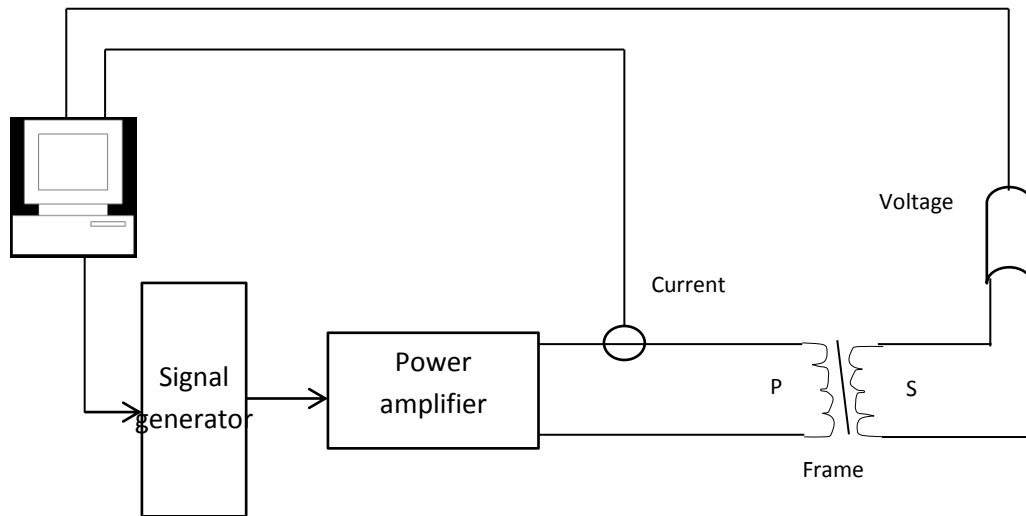 Voltage
Current
Signal
generator
Power
amplifier
P
S
Frame